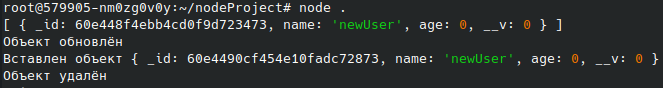 root@579905-nm0zg0v0y:~/nodeProject# node .
[ { _id: 60e448f4ebb4cd0f9d723473, name: 'newUser', age: 0, __v: 0 } ]
Объект обновлён
Вставлен объект { _id: 60e4490cf454e10fadc72873, name: 'newUser', age: 0, __v: 0 }
Объект удалён